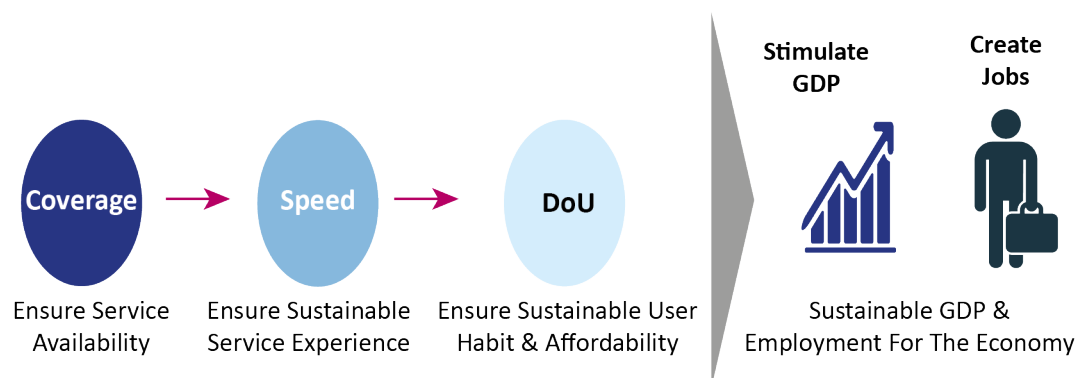 Coverage
Speed
DoU
Stimulate
GDP
Create
Jobs
Ensure Service
Availability
Ensure Sustainable
Service Experience
Ensure Sustainable User
Habit & Affordability
Sustainable GDP &
Employment For The Economy